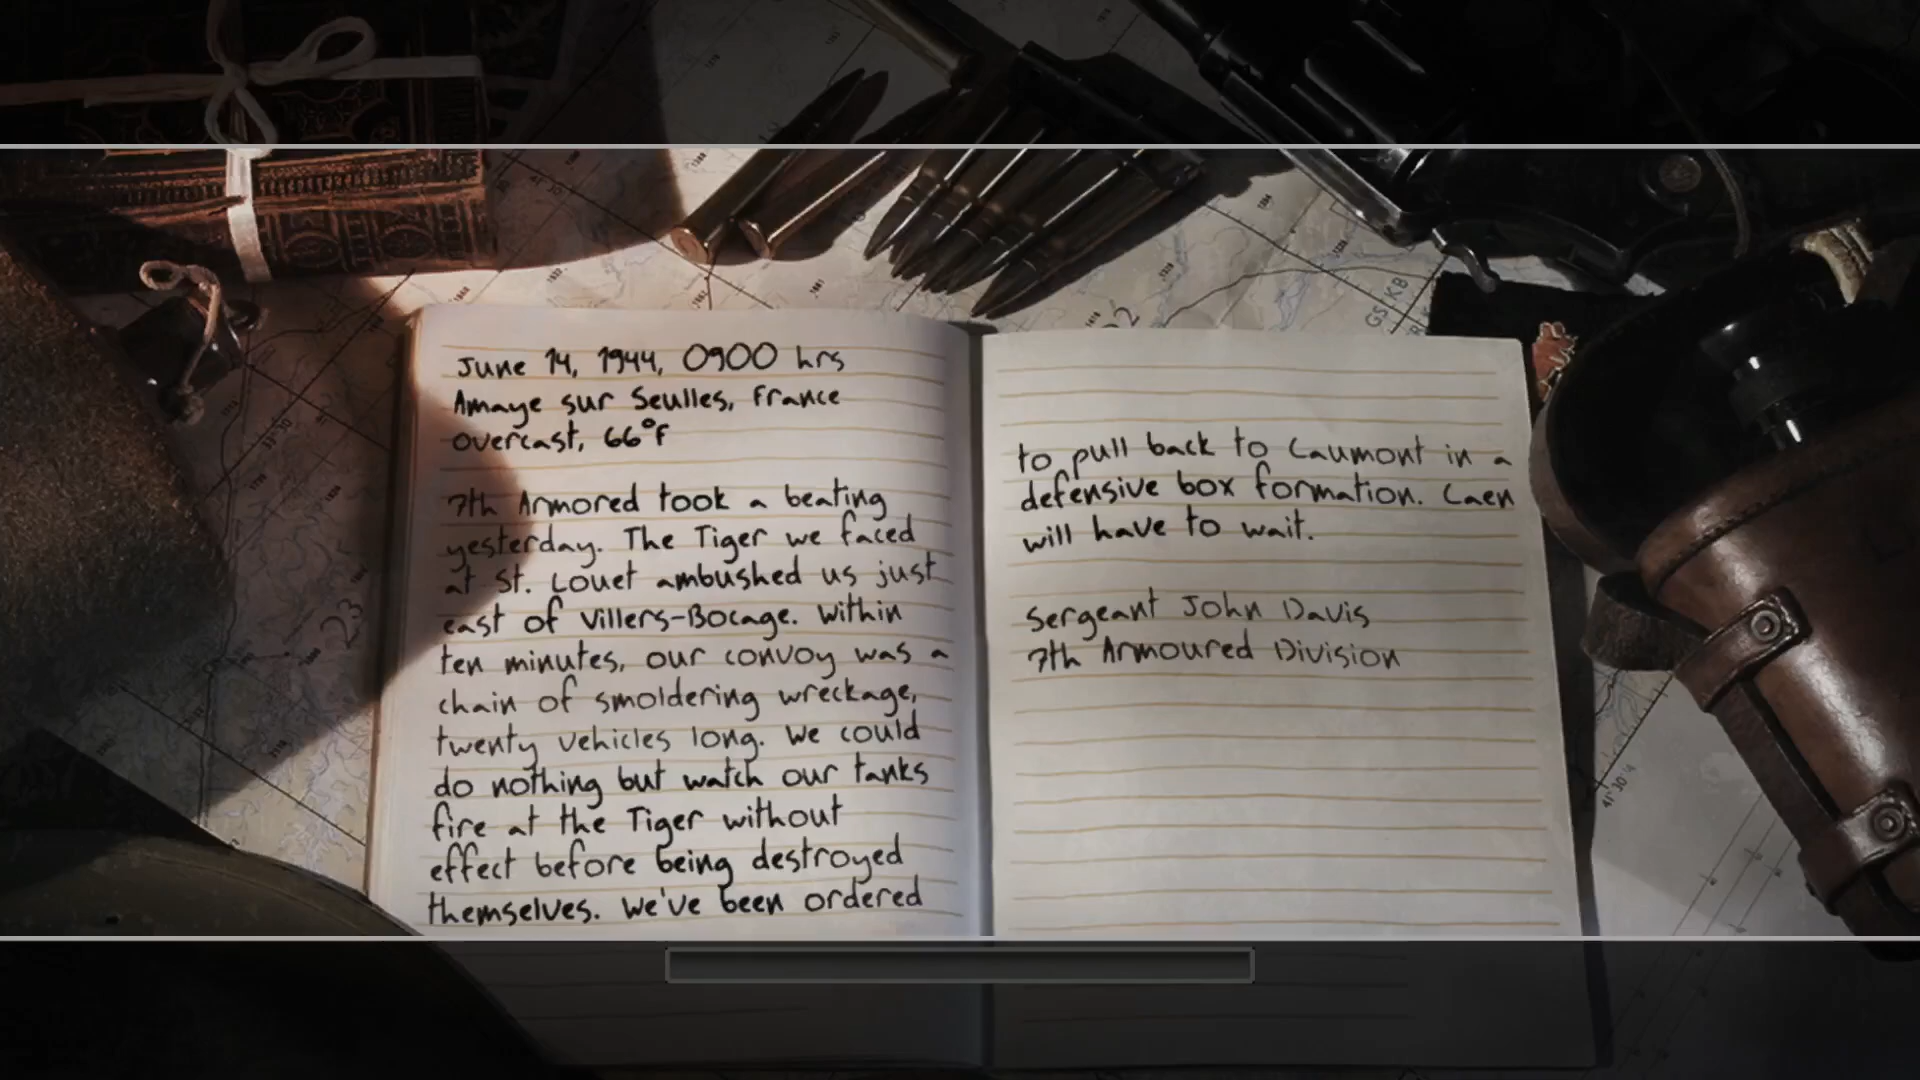 June 14, 1944, 0900 hrs
Amaye sur Seulles, France
overcast, 66°F
7th Armored took a beating
yesterday. The Tiger we faced
at St. Louet ambushed us just
east of Villers-Bocage. Within
ten minutes, our convoy was a
chain of smoldering wreckage,
twenty vehicles long. We could
do nothing but watch our tanks
fire at the Tiger without
effect before being destroyed
themselves. We've been ordered
to pull back to Caumont in a
defensive box formation. Caen
will have to wait.
Sergeant John Davis
7th Armoured Division
GSKB
23